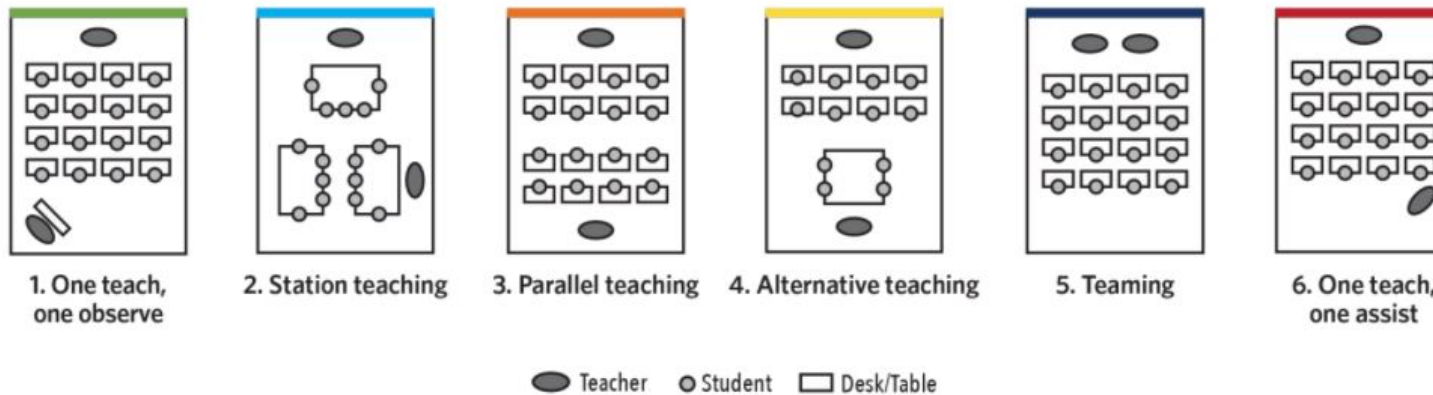 1. One teach,
one observe
2. Station teaching
3. Parallel teaching
4. Alternative teaching
5. Teaming
6. One teach,
one assist
Teacher
Student
Desk/Table